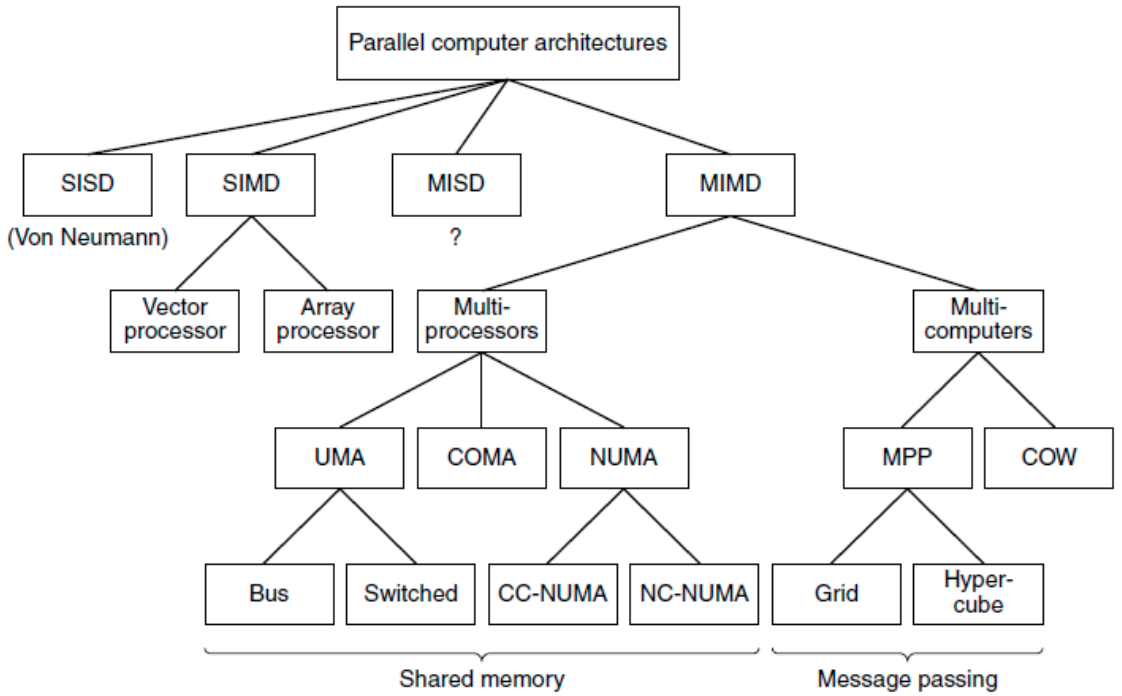 Parallel computer architectures
SISD
SIMD
MISD
MIMD
(Von Neumann)
?
Vector
processor
Array
processor
Multi-
processors
Multi-
computers
UMA
COMA
NUMA
MPP
COW
Bus
Switched
CC-NUMA
NC-NUMA
Grid
Hyper-
cube
Shared memory
Message passing